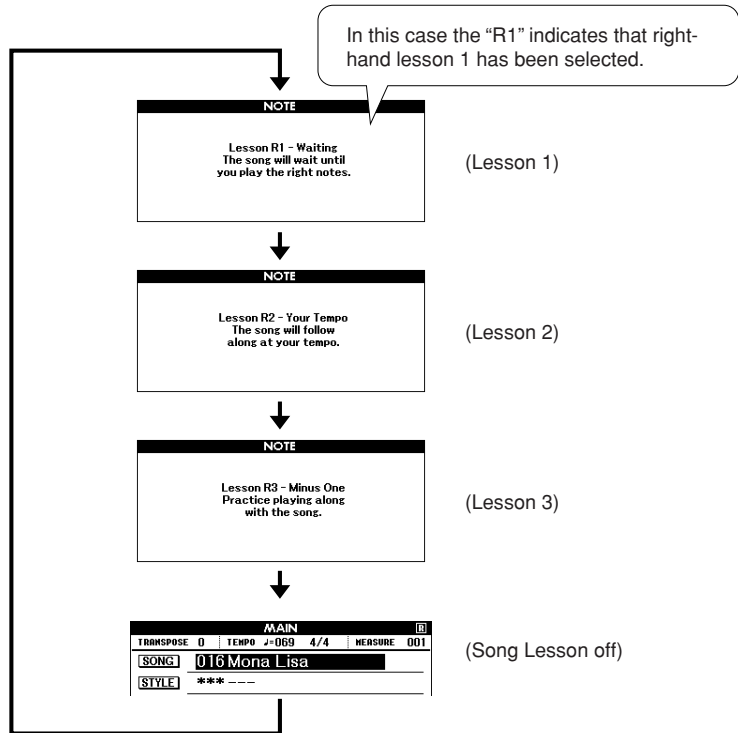 In this case the “R1” indicates that right-
hand lesson 1 has been selected.
NOTE
Lesson R1 - Waiting
The song will wait until
you play the right notes.
(Lesson 1)
NOTE
Lesson R2 - Your Tempo
The song will follow
along at your tempo.
(Lesson 2)
NOTE
Lesson R3 - Minus One
Practice playing along
with the song.
(Lesson 3)
MAIN R
TRANSPOSE 0 TEMPO ♩=069 4/4 MEASURE 001
SONG 016 Mona Lisa
STYLE *** ---
(Song Lesson off)